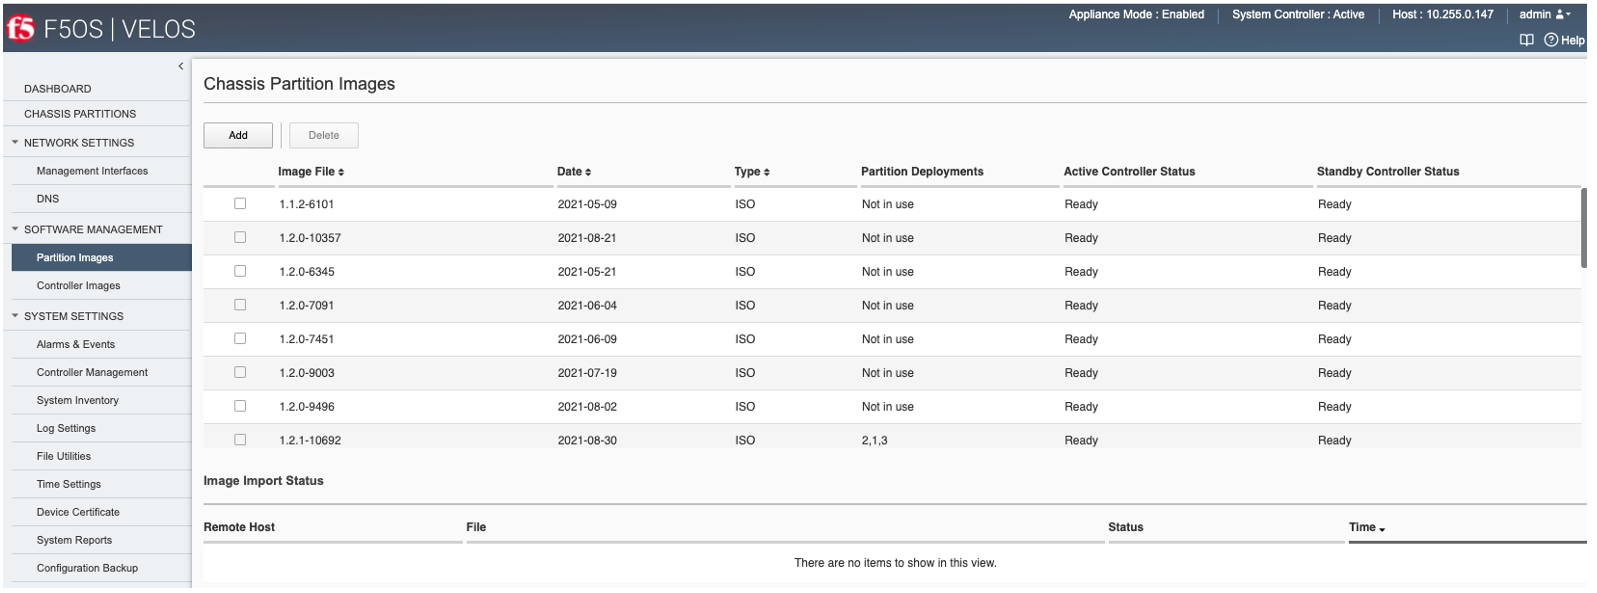 f5 F5OS | VELOS
Appliance Mode : Enabled System Controller : Active Host : 10.255.0.147 admin
Help
DASHBOARD
CHASSIS PARTITIONS
NETWORK SETTINGS
Management Interfaces
DNS
SOFTWARE MANAGEMENT
Partition Images
Controller Images
SYSTEM SETTINGS
Alarms & Events
Controller Management
System Inventory
Log Settings
File Utilities
Time Settings
Device Certificate
System Reports
Configuration Backup
Chassis Partition Images
Add Delete
Image File Date Type Partition Deployments Active Controller Status Standby Controller Status
1.1.2-6101 2021-05-09 ISO Not in use Ready Ready
1.2.0-10357 2021-08-21 ISO Not in use Ready Ready
1.2.0-6345 2021-05-21 ISO Not in use Ready Ready
1.2.0-7091 2021-06-04 ISO Not in use Ready Ready
1.2.0-7451 2021-06-09 ISO Not in use Ready Ready
1.2.0-9003 2021-07-19 ISO Not in use Ready Ready
1.2.0-9496 2021-08-02 ISO Not in use Ready Ready
1.2.1-10692 2021-08-30 ISO 2,1,3 Ready Ready
Image Import Status
Remote Host File Status Time
There are no items to show in this view.